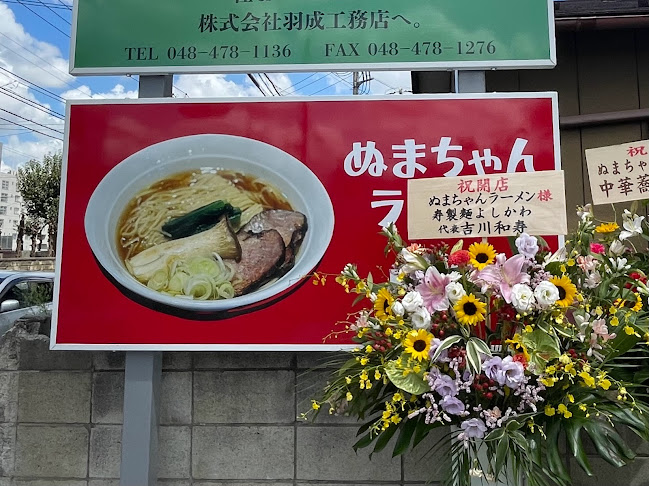 株式会社羽成工務店へ。
TEL 048-478-1136 FAX 048-478-1276
ぬまちゃん
ラ
祝開店
ぬまちゃんラーメン様
寿製麺よしかわ
代表 吉川和寿
祝
ぬまちゃ
中華蕎